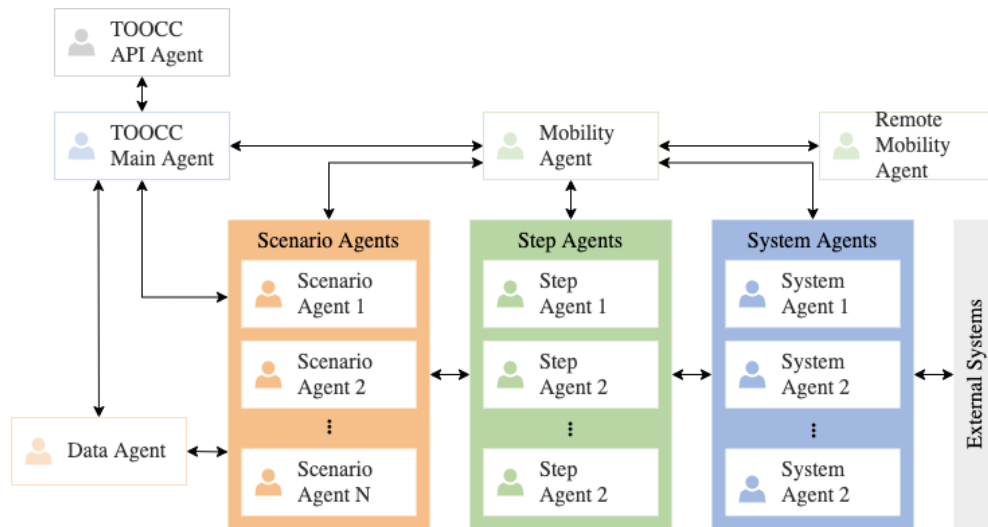 TOOCC
API Agent
TOOCC
Main Agent
Mobility
Agent
Remote
Mobility
Agent
Scenario Agents
Scenario
Agent 1
Scenario
Agent 2
⋮
Scenario
Agent N
Step Agents
Step
Agent 1
Step
Agent 2
⋮
Step
Agent 2
System Agents
System
Agent 1
System
Agent 2
⋮
System
Agent 2
External Systems
Data Agent